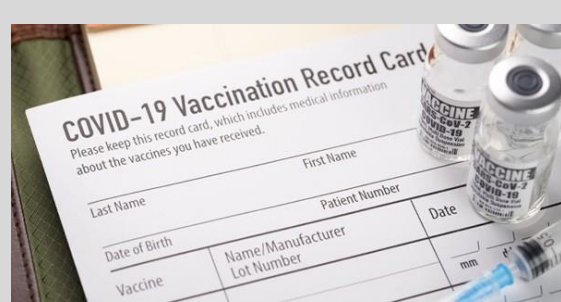 COVID-19 Vaccination Record Card
Please keep this record card, which includes medical information
about the vaccines you have received.
Last Name
First Name
Date of Birth
Patient Number
Vaccine
Name/Manufacturer
Lot Number
Date
mm
VACCINE
SARS-CoV-2
COVID-19
VACCINE
SARS-CoV-2
COVID-19